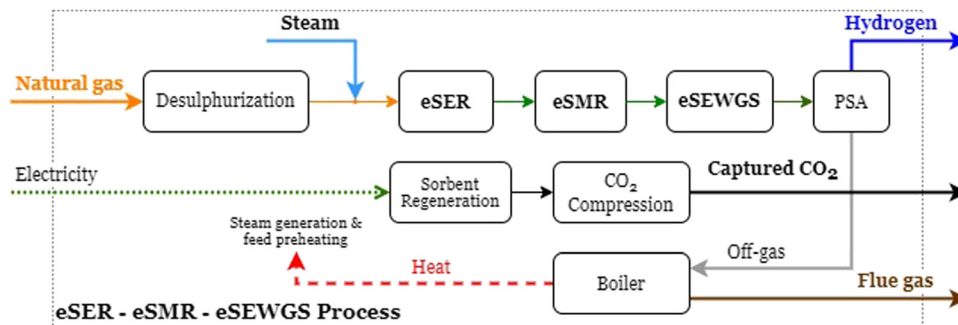 Steam
Hydrogen
Natural gas
Desulphurization
eSER
eSMR
eSEWGS
PSA
Electricity
Sorbent
Regeneration
CO₂
Compression
Captured CO₂
Steam generation &
feed preheating
Heat
Boiler
Off-gas
Flue gas
eSER - eSMR - eSEWGS Process